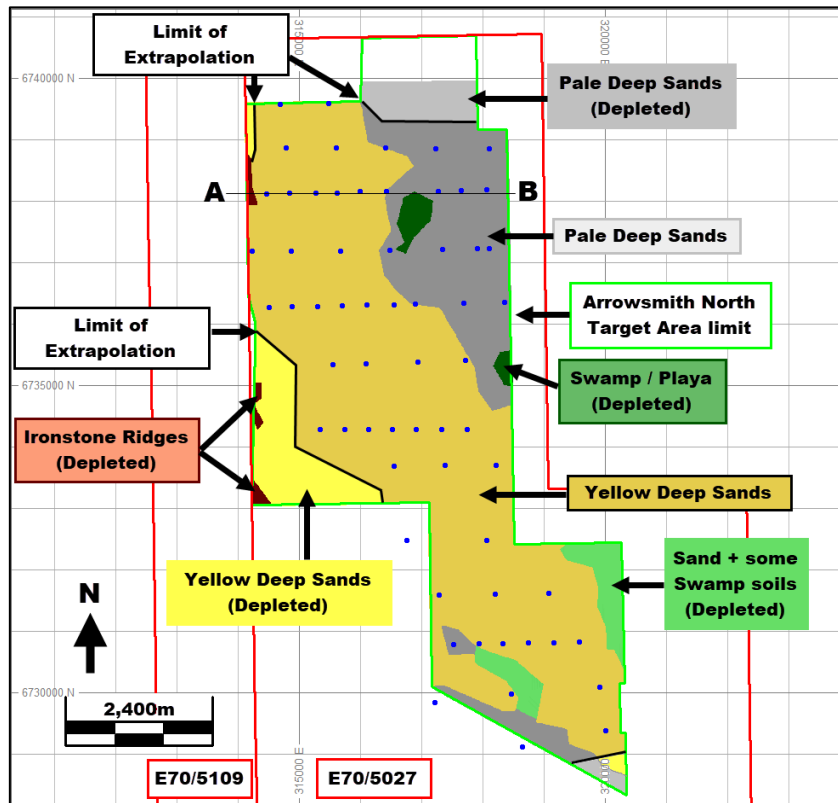 Limit of
Extrapolation
315000 E
320000 E
6740000 N
Pale Deep Sands
(Depleted)
A
B
Pale Deep Sands
Arrowsmith North
Target Area limit
Limit of
Extrapolation
6735000 N
Swamp / Playa
(Depleted)
Ironstone Ridges
(Depleted)
Yellow Deep Sands
Yellow Deep Sands
(Depleted)
Sand + some
Swamp soils
(Depleted)
N
6730000 N
2,400m
E70/5109
E70/5027
315000 E
320000 E